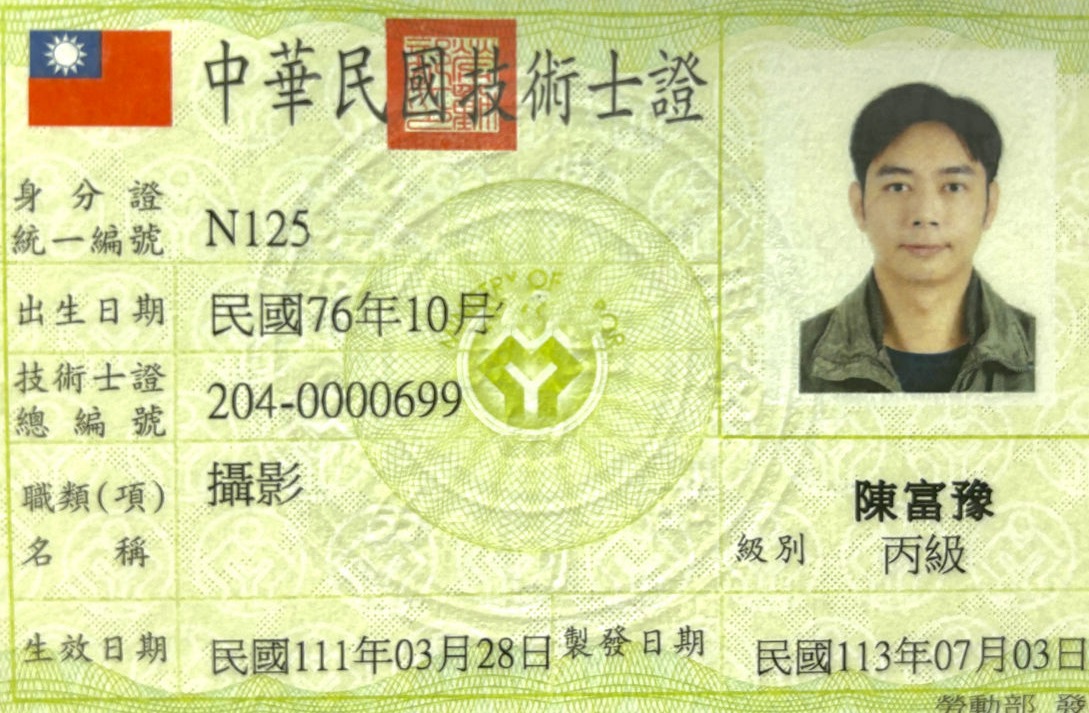 中華民國技術士證
身分證
統一編號 N125
出生日期 民國76年10月
技術士證
總編號 204-0000699
職類(項)
名稱 攝影
陳富豫
級別 丙級
生效日期 民國111年03月28日 製發日期 民國113年07月03日
勞動部 發